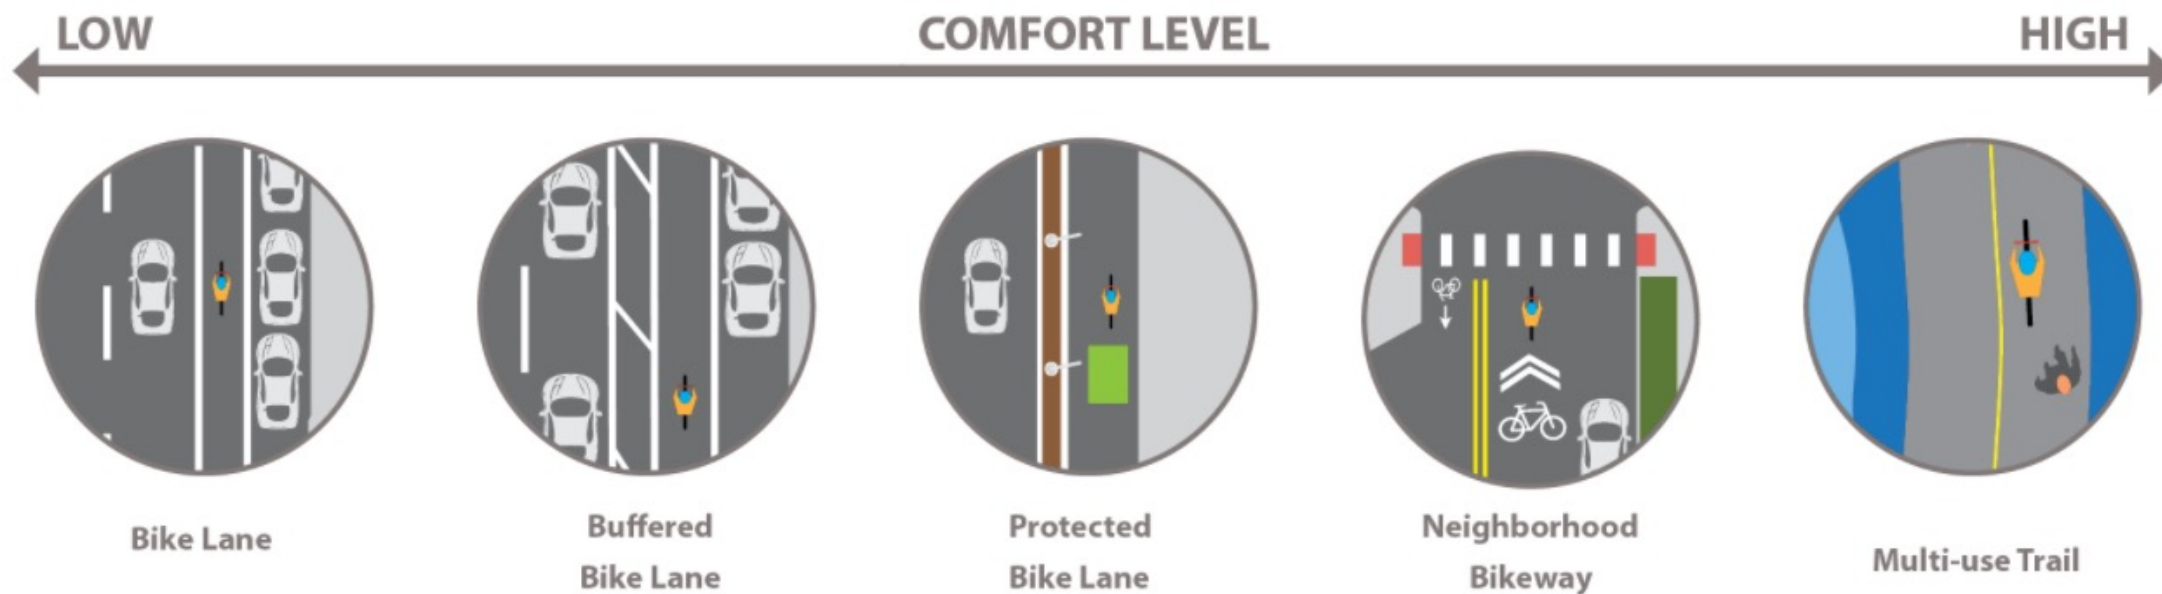 LOW
COMFORT LEVEL
HIGH
Bike Lane
Buffered
Bike Lane
Protected
Bike Lane
Neighborhood
Bikeway
Multi-use Trail